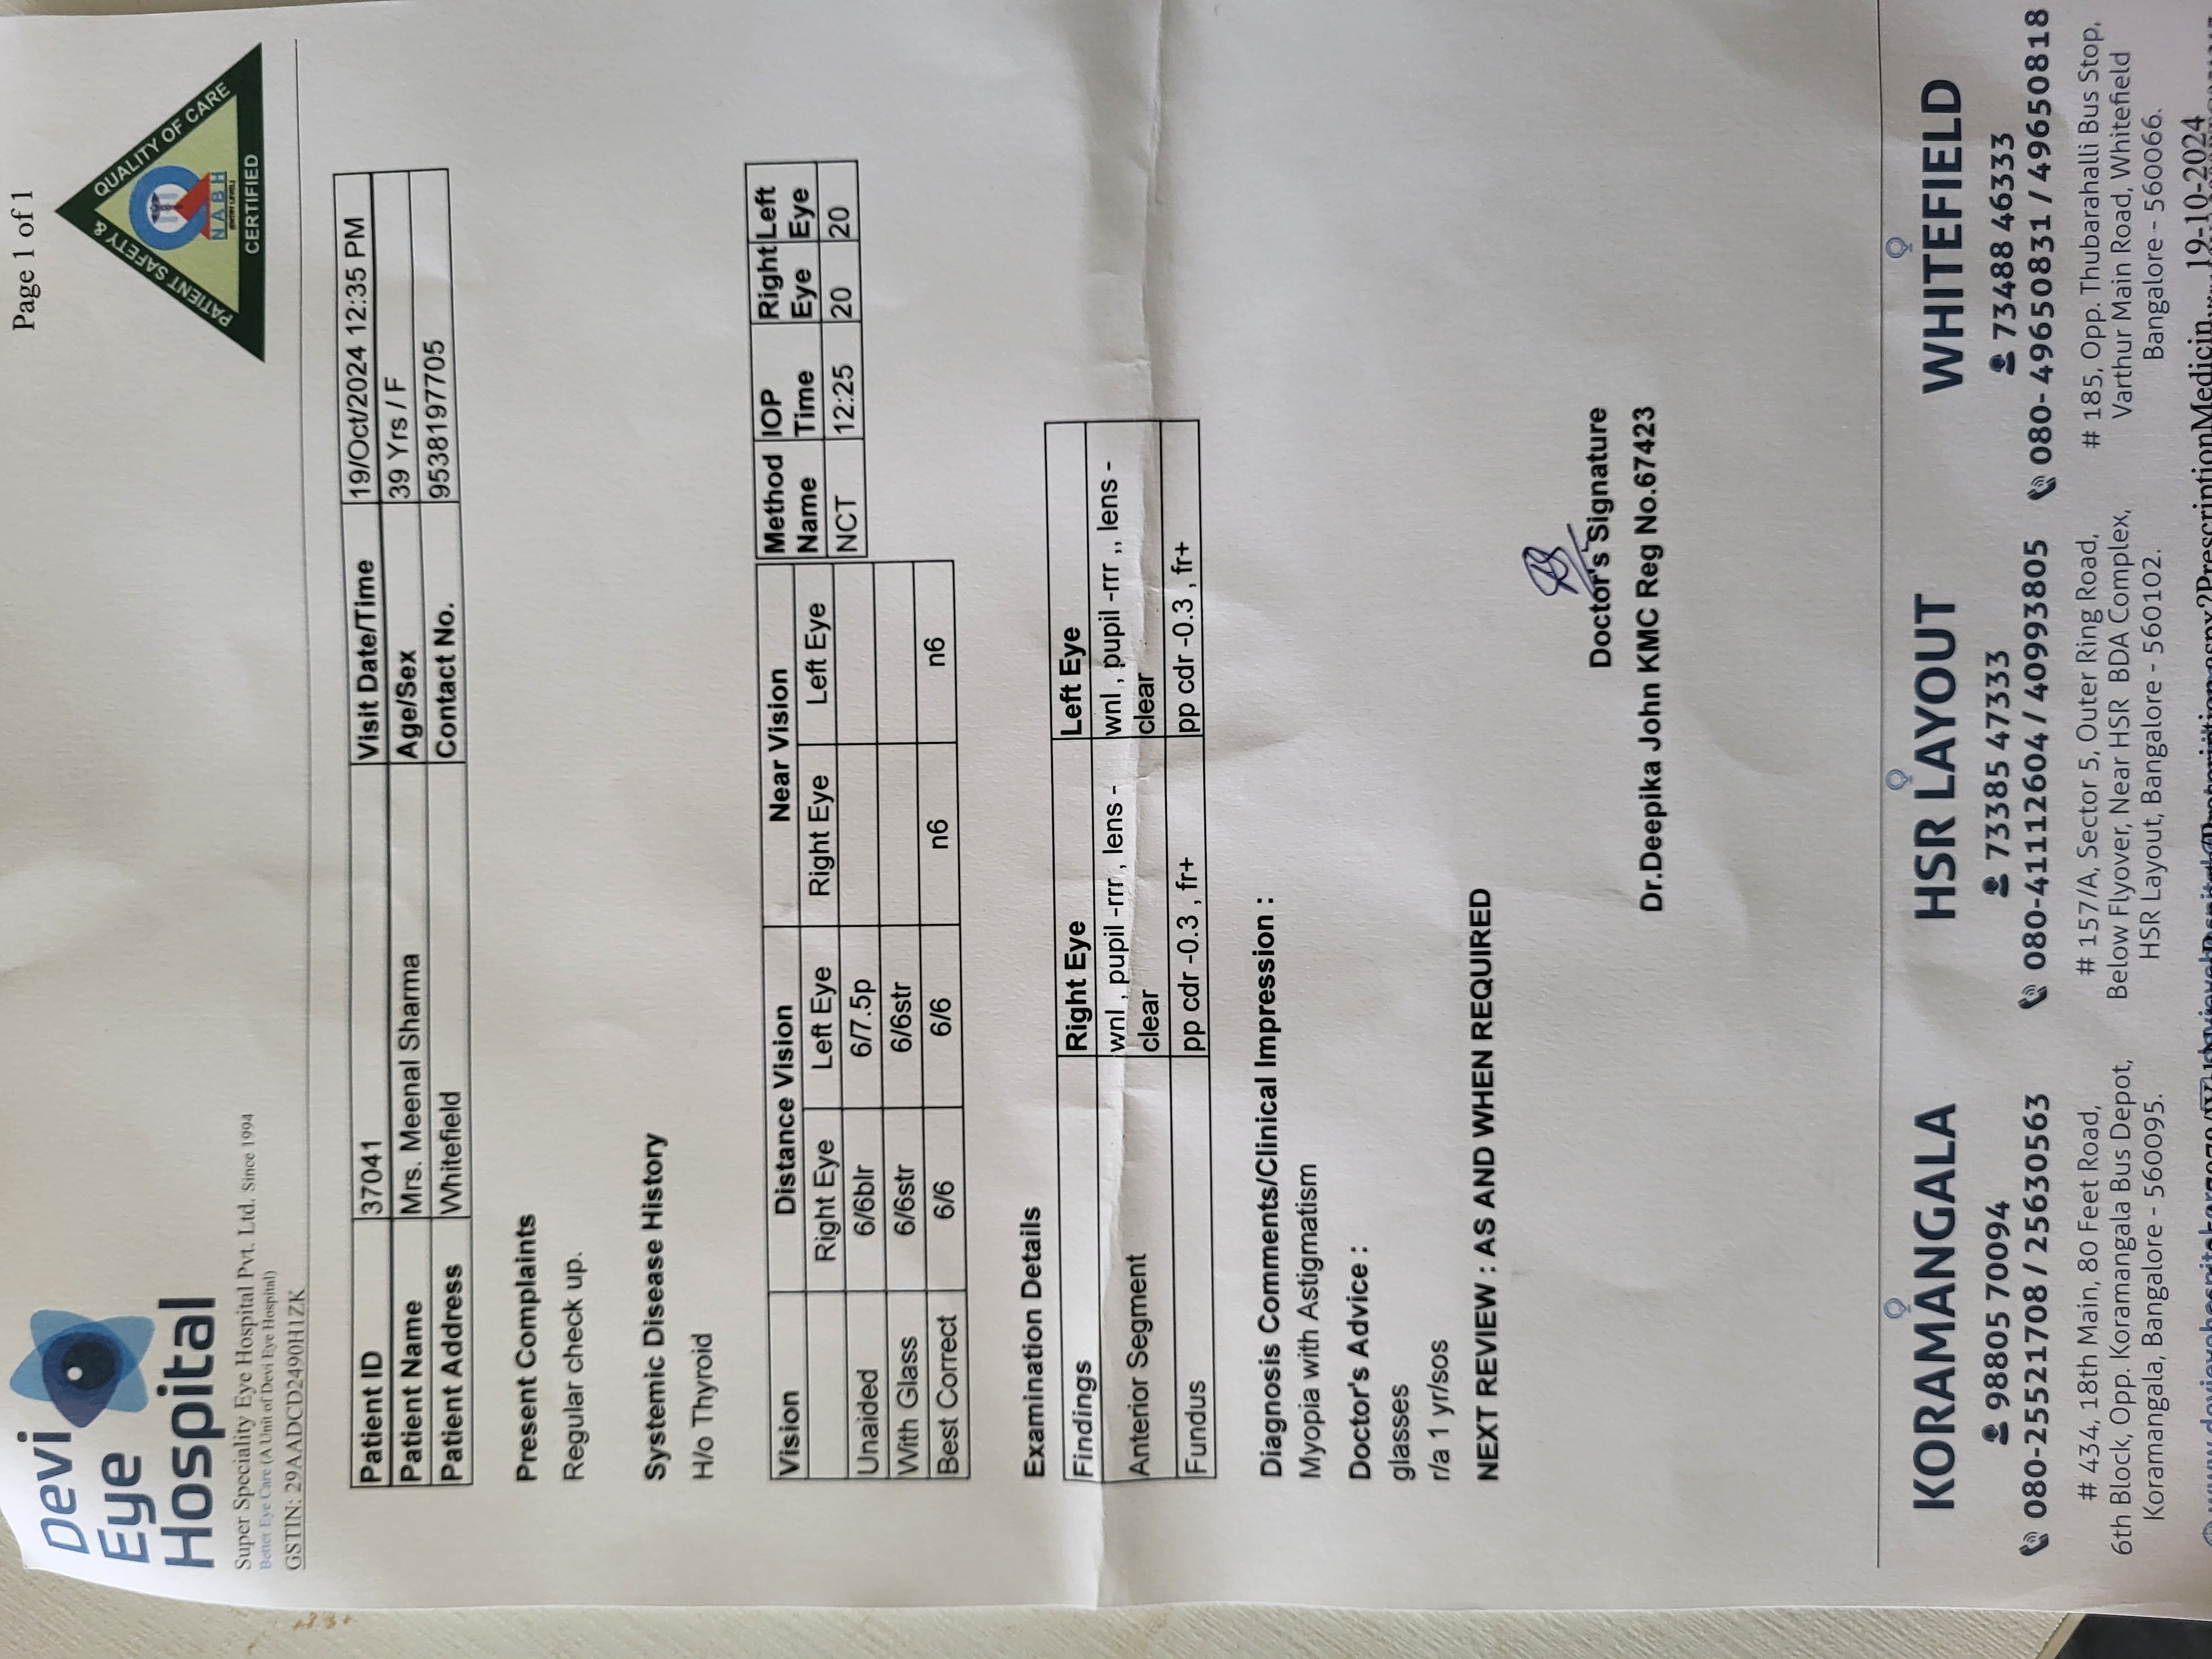 Page 1 of 1
Devi
Eye
Hospital
PATIENT SAFETY & QUALITY OF CARE
NABH
(ENTRY LEVEL)
CERTIFIED
Super Speciality Eye Hospital Pvt. Ltd. Since 1994
Better Eye Care (A Unit of Devi Eye Hospital)
GSTIN: 29AADCD2490H1ZK
Patient ID 37041 Visit Date/Time 19/Oct/2024 12:35 PM
Patient Name Mrs. Meenal Sharma Age/Sex 39 Yrs / F
Patient Address Whitefield Contact No. 9538197705
Present Complaints
Regular check up.
Systemic Disease History
H/o Thyroid
Vision Distance Vision Near Vision
Right Eye Left Eye Right Eye Left Eye
Unaided 6/6blr 6/7.5p
With Glass 6/6str 6/6str
Best Correct 6/6 6/6 n6 n6
Method Name IOP Time Right Eye Left Eye
NCT 12:25 20 20
Examination Details
Findings Right Eye Left Eye
Anterior Segment wnl , pupil -rrr , lens - clear wnl , pupil -rrr ,, lens - clear
Fundus pp cdr -0.3 , fr+ pp cdr -0.3 , fr+
Diagnosis Comments/Clinical Impression :
Myopia with Astigmatism
Doctor's Advice :
glasses
r/a 1 yr/sos
NEXT REVIEW : AS AND WHEN REQUIRED
Doctor's Signature
Dr.Deepika John KMC Reg No.67423
KORAMANGALA
98805 70094
080-25521708 / 25630563
# 434, 18th Main, 80 Feet Road,
6th Block, Opp. Koramangala Bus Depot,
Koramangala, Bangalore - 560095.
HSR LAYOUT
73385 47333
080-41112604 / 40993805
# 157/A, Sector 5, Outer Ring Road,
Below Flyover, Near HSR BDA Complex,
HSR Layout, Bangalore - 560102.
WHITEFIELD
73488 46333
080- 49650831 / 49650818
# 185, Opp. Thubarahalli Bus Stop,
Varthur Main Road, Whitefield
Bangalore - 560066.
19-10-2024